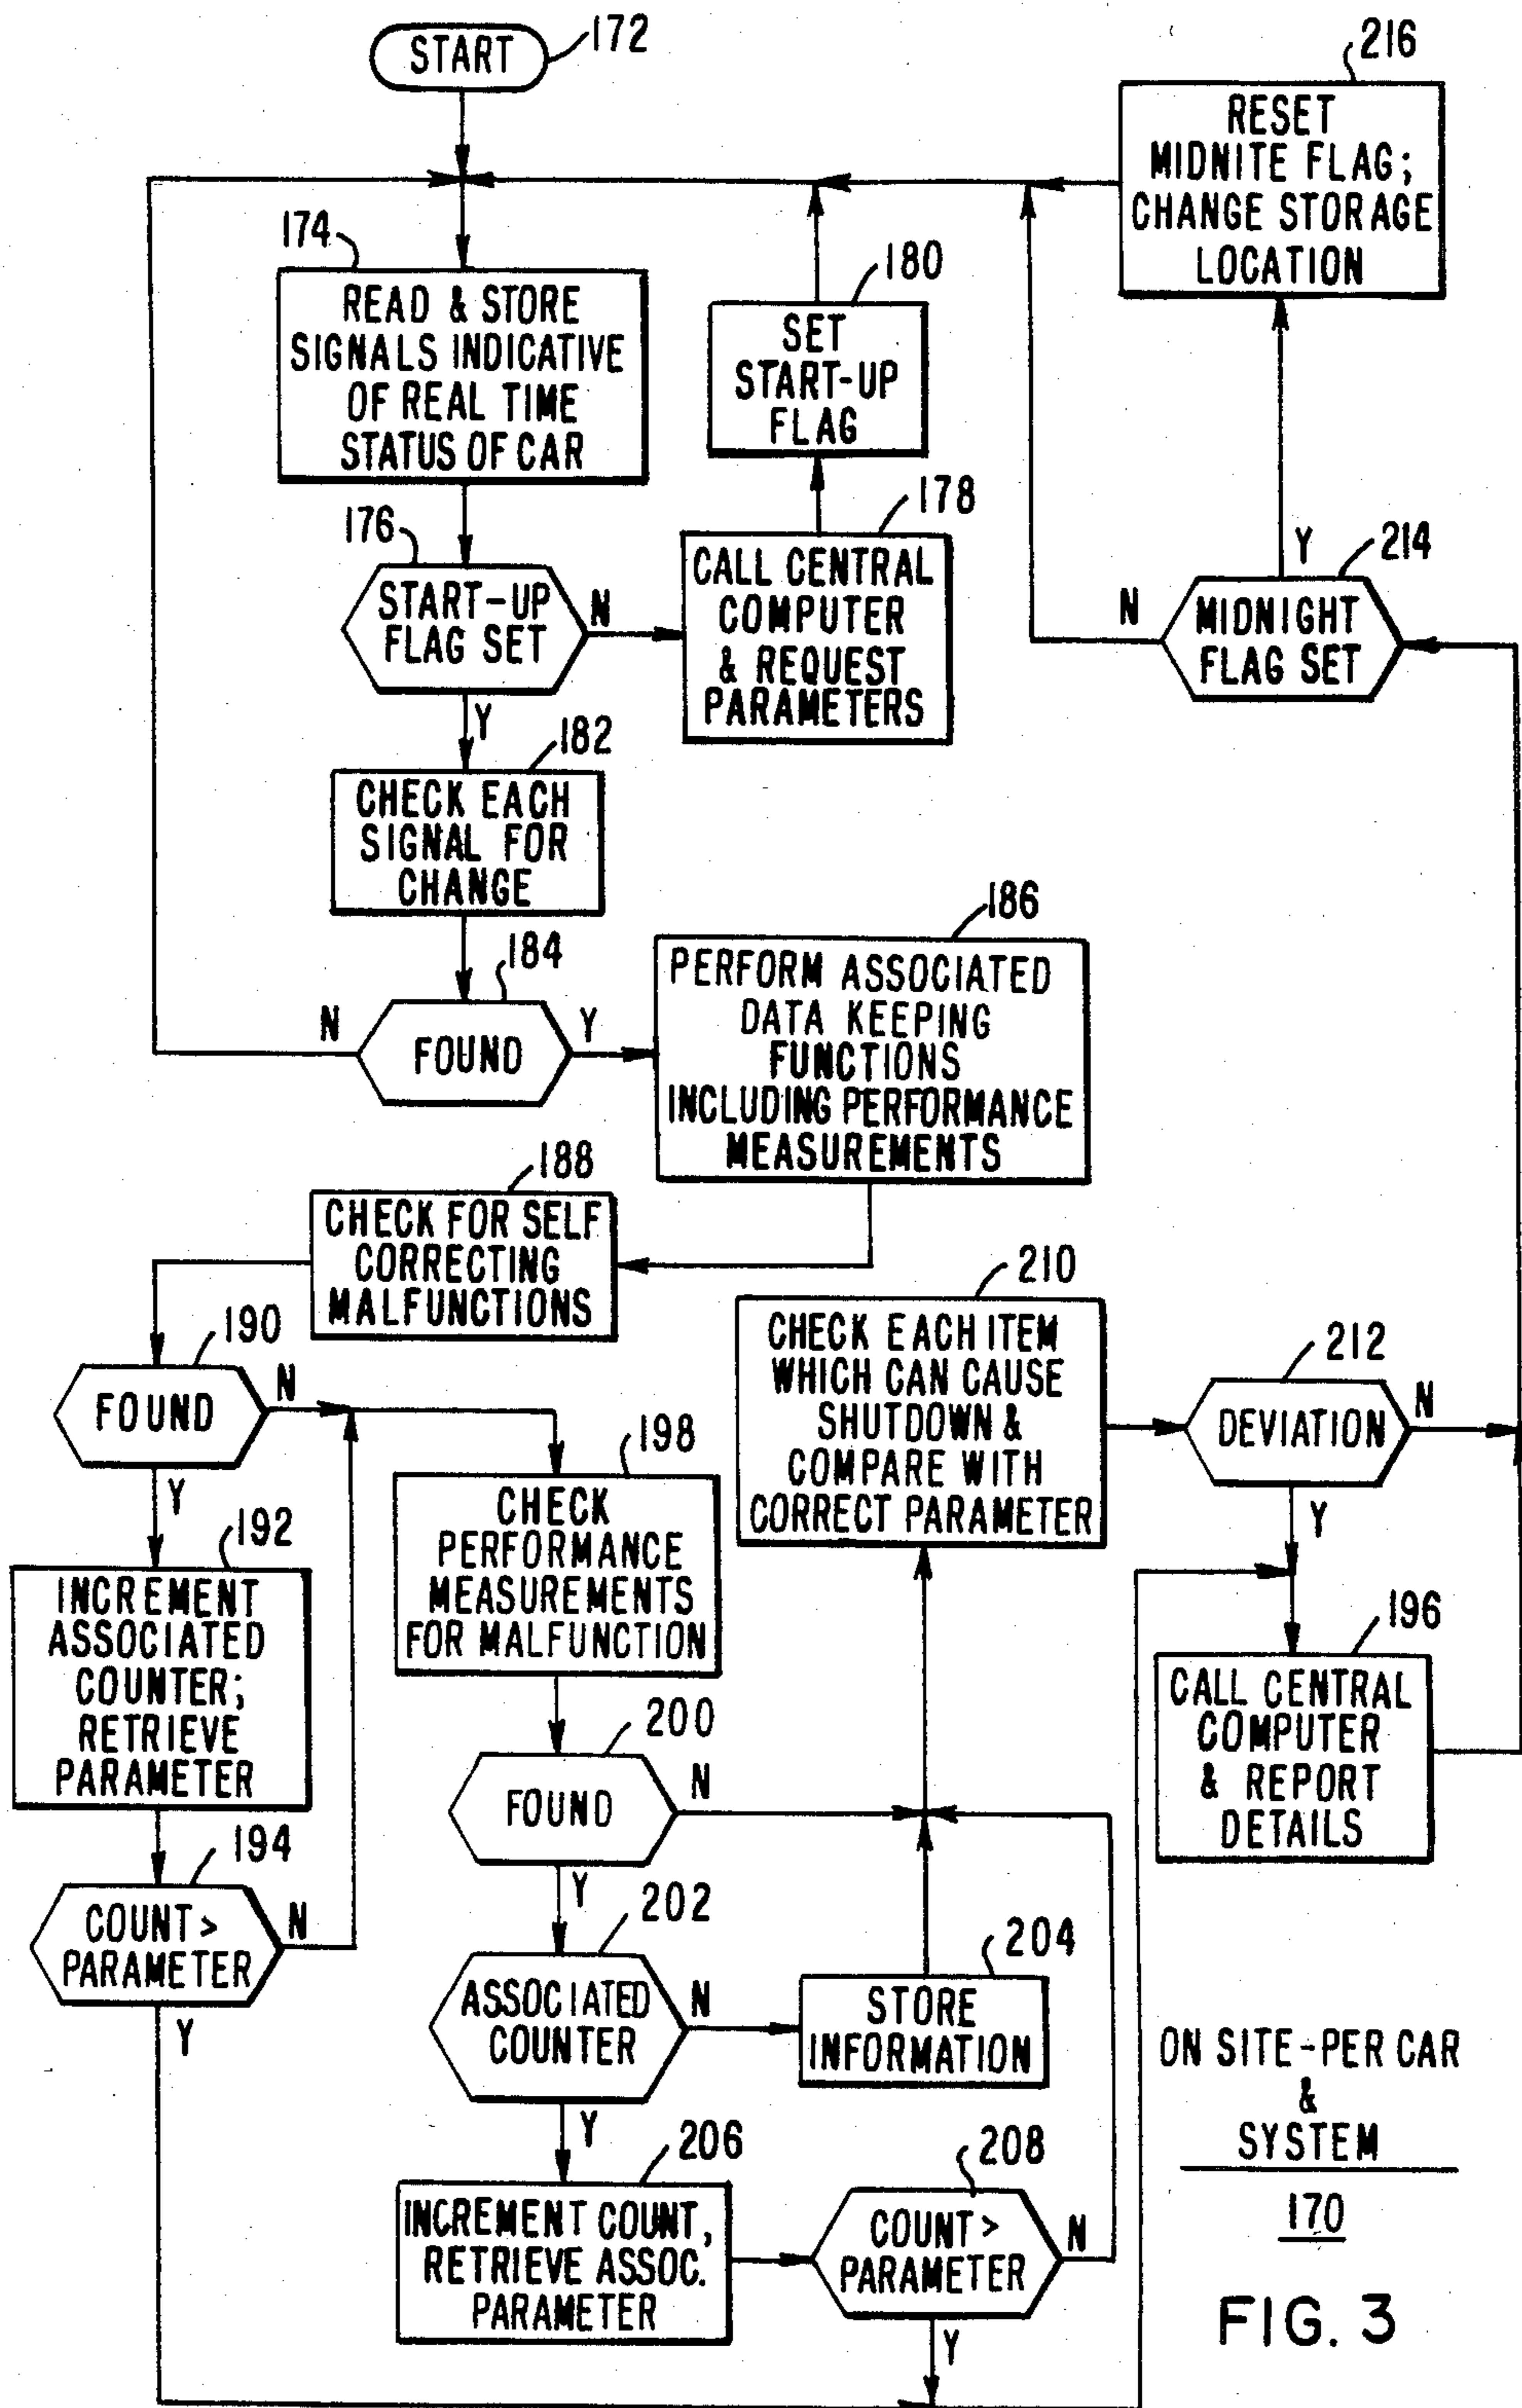 START
172
216
RESET
MIDNITE FLAG;
CHANGE STORAGE
LOCATION
174
READ & STORE
SIGNALS INDICATIVE
OF REAL TIME
STATUS OF CAR
180
SET
START-UP
FLAG
176
START-UP
FLAG SET
N
Y
178
CALL CENTRAL
COMPUTER
& REQUEST
PARAMETERS
214
MIDNIGHT
FLAG SET
Y
N
182
CHECK EACH
SIGNAL FOR
CHANGE
184
FOUND
N
Y
186
PERFORM ASSOCIATED
DATA KEEPING
FUNCTIONS
INCLUDING PERFORMANCE
MEASUREMENTS
188
CHECK FOR SELF
CORRECTING
MALFUNCTIONS
190
FOUND
N
Y
192
INCREMENT
ASSOCIATED
COUNTER;
RETRIEVE
PARAMETER
194
COUNT >
PARAMETER
N
Y
198
CHECK
PERFORMANCE
MEASUREMENTS
FOR MALFUNCTION
200
FOUND
N
Y
202
ASSOCIATED
COUNTER
N
Y
204
STORE
INFORMATION
206
INCREMENT COUNT,
RETRIEVE ASSOC.
PARAMETER
208
COUNT >
PARAMETER
N
Y
210
CHECK EACH ITEM
WHICH CAN CAUSE
SHUTDOWN &
COMPARE WITH
CORRECT PARAMETER
212
DEVIATION
N
Y
196
CALL CENTRAL
COMPUTER
& REPORT
DETAILS
ON SITE-PER CAR
&
SYSTEM
170
FIG. 3